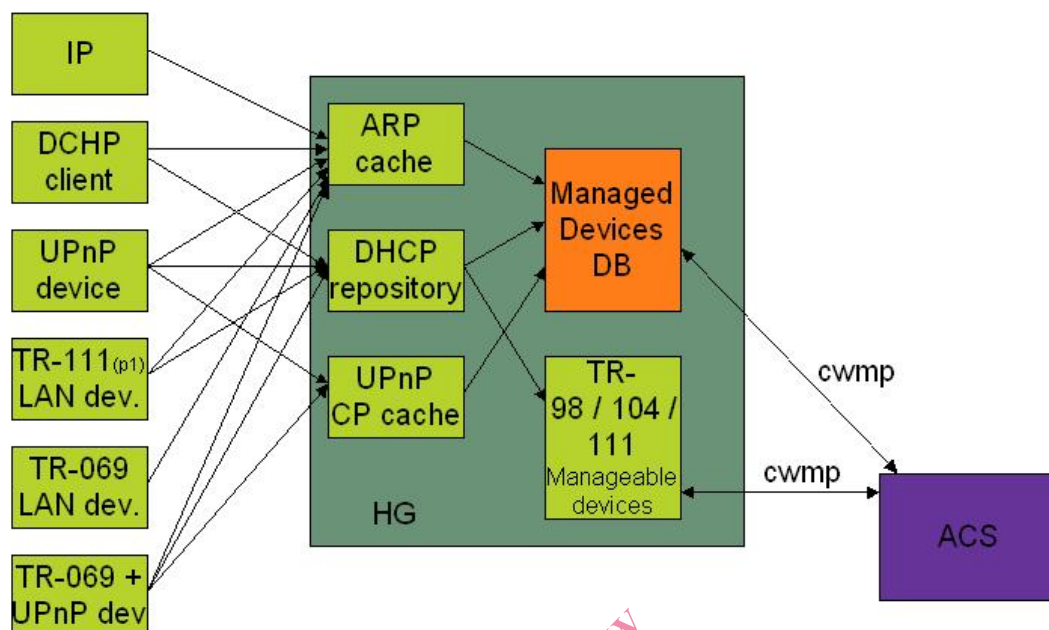 IP
DCHP
client
UPnP
device
TR-111(p1)
LAN dev.
TR-069
LAN dev.
TR-069 +
UPnP dev
ARP
cache
DHCP
repository
UPnP
CP cache
HG
Managed
Devices
DB
TR-
98 / 104 /
111
Manageable
devices
cwmp
cwmp
ACS